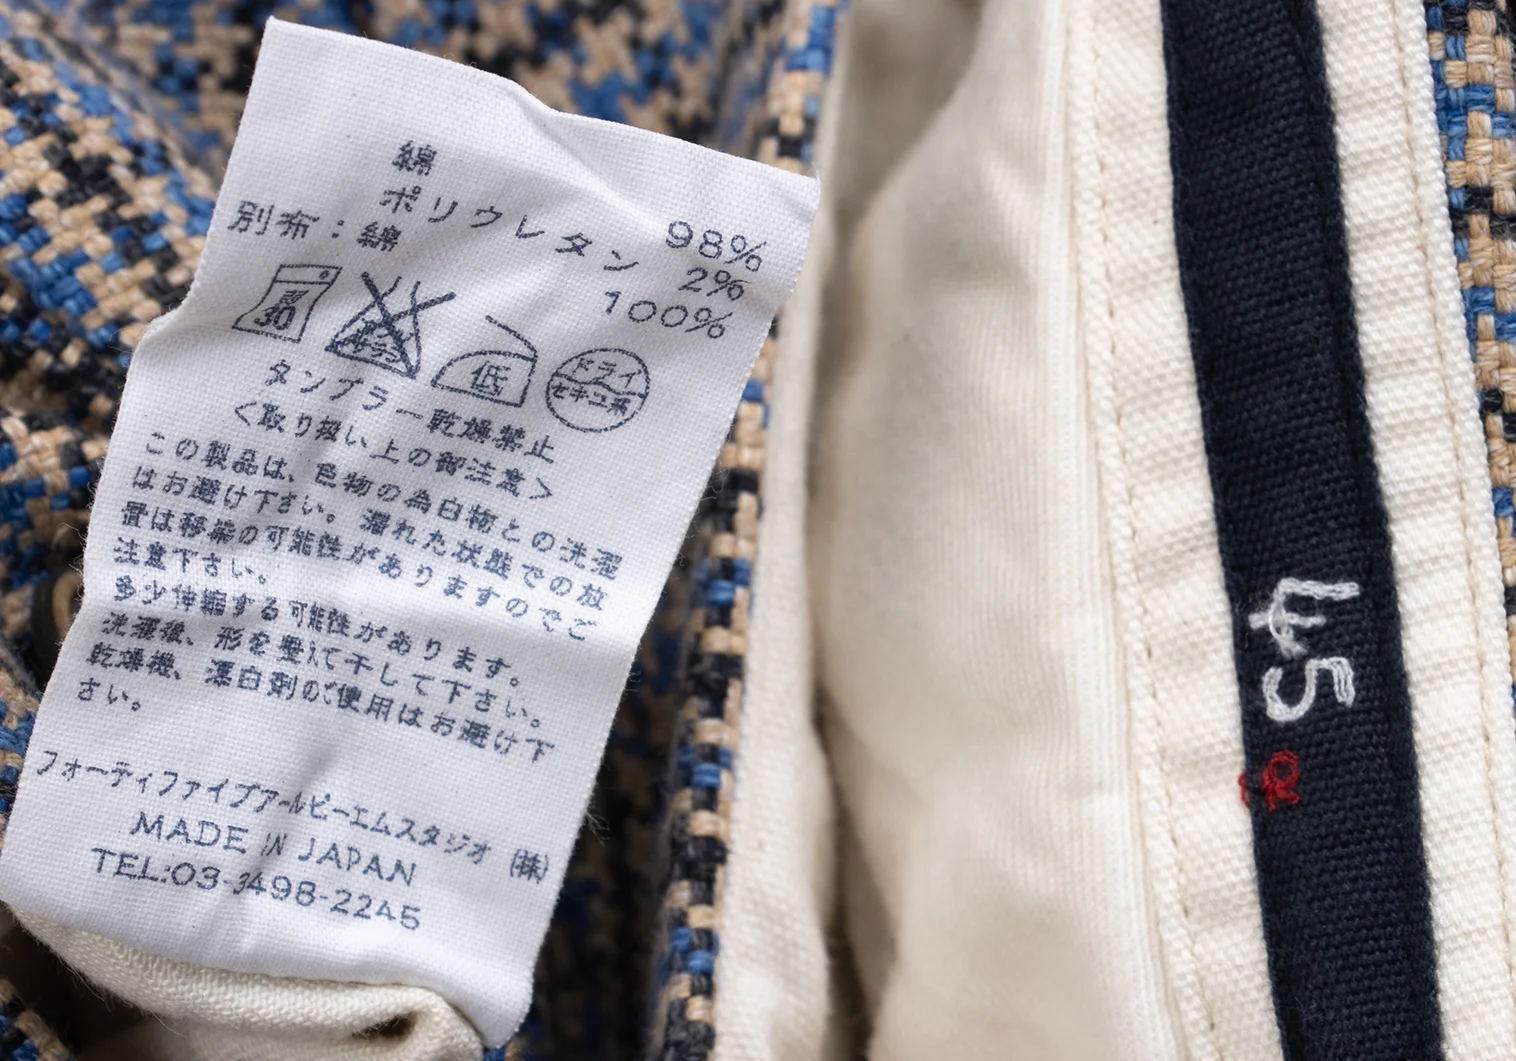 綿 98%
ポリウレタン 2%
別布：綿 100%
弱 30
低
ドライ
セキユ系
タンブラー乾燥禁止
＜取り扱い上の御注意＞
この製品は、色物の為白物との洗濯
はお避け下さい。濡れた状態での放
置は移染の可能性がありますのでご
注意下さい。
多少伸縮する可能性があります。
洗濯後、形を整えて干して下さい。
乾燥機、漂白剤のご使用はお避け下
さい。
フォーティファイブアールピーエムスタジオ（株）
MADE IN JAPAN
TEL:03-3498-2245
45
R